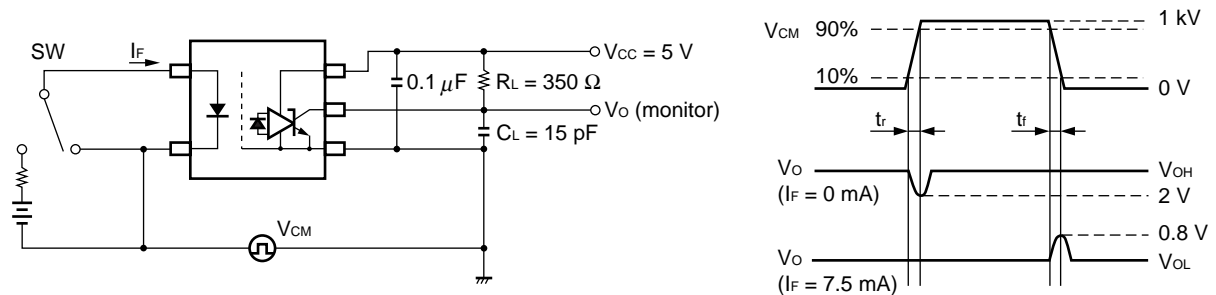 SW
IF
VCC = 5 V
0.1 μF
RL = 350 Ω
VO (monitor)
CL = 15 pF
VCM
VCM 90%
10%
1 kV
0 V
tr
tf
VO
(IF = 0 mA)
VOH
2 V
0.8 V
VO
(IF = 7.5 mA)
VOL